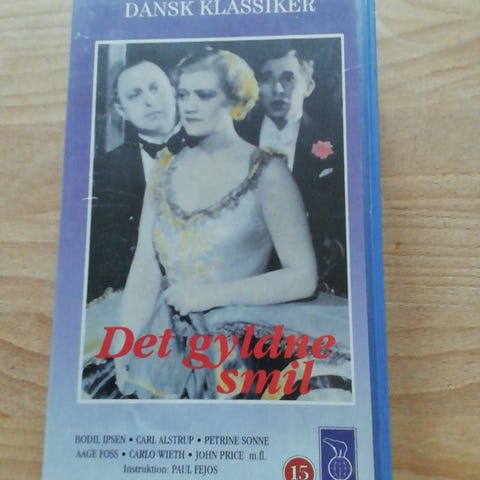 DANSK KLASSIKER
Det gyldne
smil
BODIL IPSEN • CARL ALSTRUP • PETRINE SONNE
AAGE FOSS • CARLO WIETH • JOHN PRICE m.fl.
Instruktion: PAUL FEJOS
15